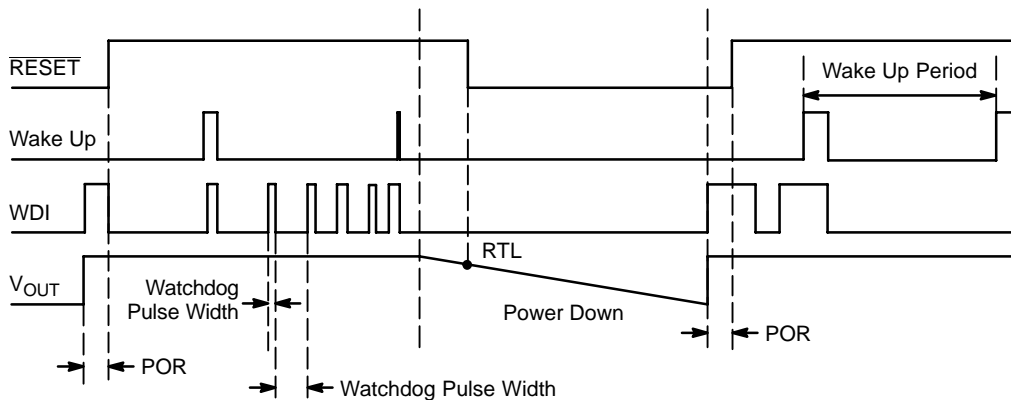 RESET
Wake Up Period
Wake Up
WDI
RTL
VOUT
Watchdog
Pulse Width
Power Down
POR
POR
Watchdog Pulse Width